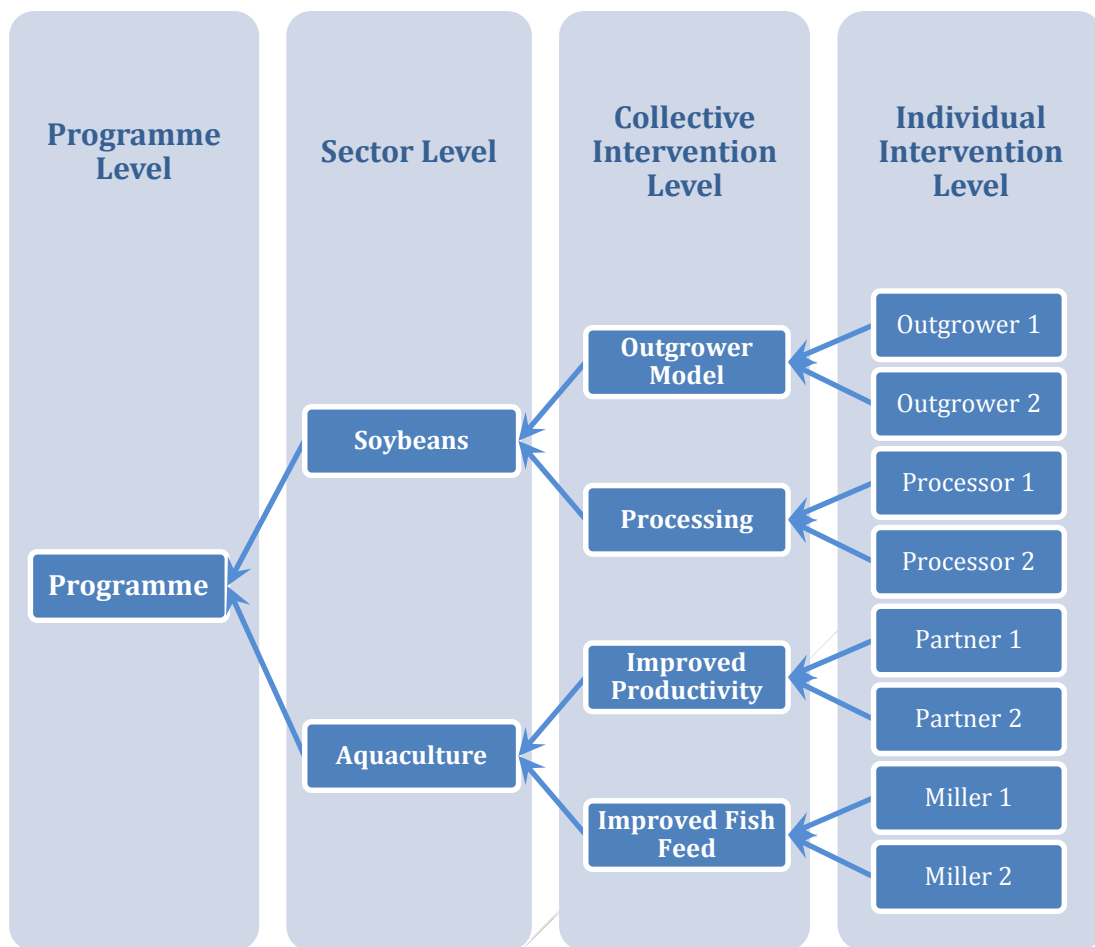 Programme
Level
Sector Level
Collective
Intervention
Level
Individual
Intervention
Level
Programme
Soybeans
Aquaculture
Outgrower
Model
Processing
Improved
Productivity
Improved Fish
Feed
Outgrower 1
Outgrower 2
Processor 1
Processor 2
Partner 1
Partner 2
Miller 1
Miller 2